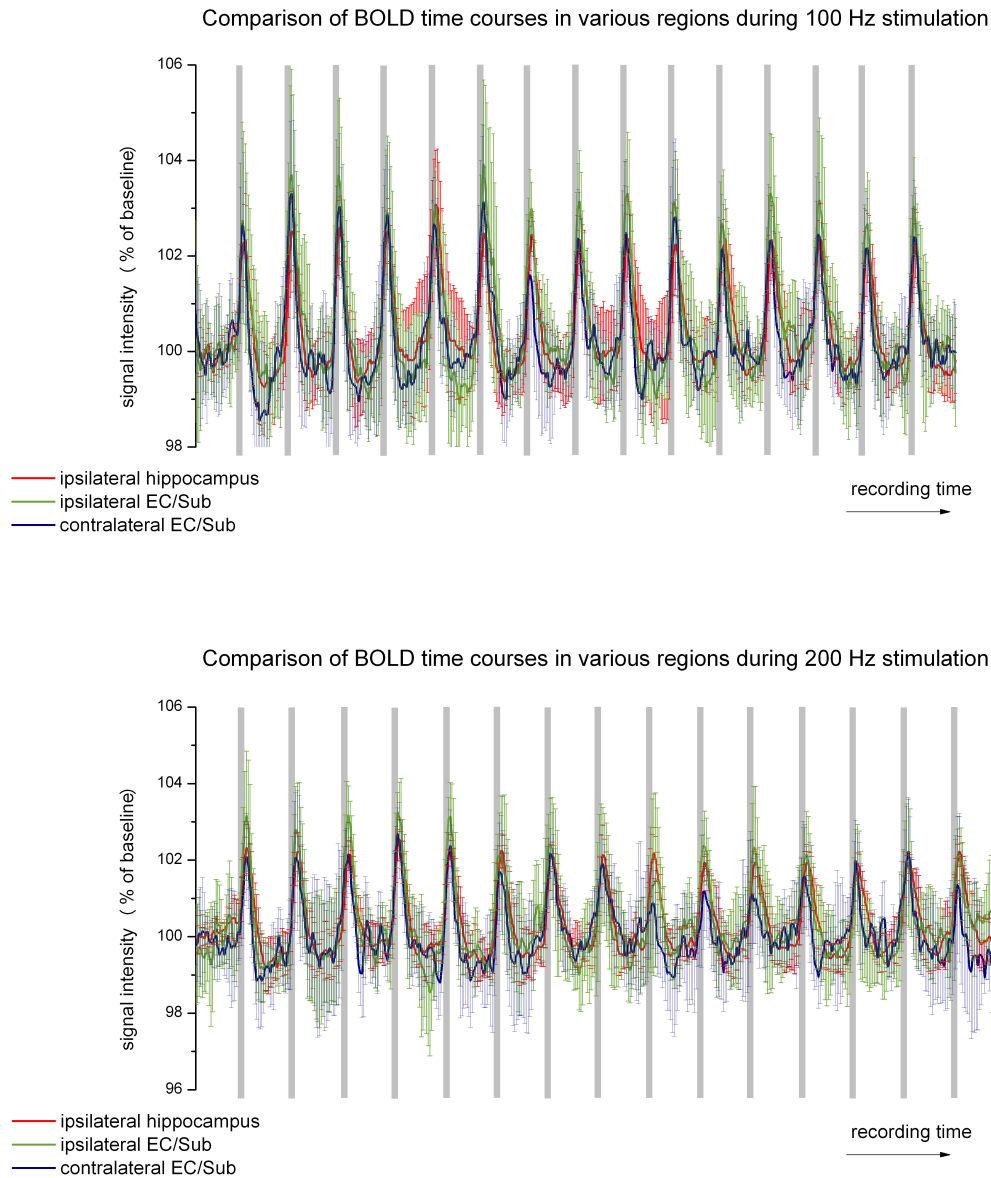 Comparison of BOLD time courses in various regions during 100 Hz stimulation
106
104
102
100
98
signal intensity ( % of baseline)
ipsilateral hippocampus
ipsilateral EC/Sub
contralateral EC/Sub
recording time
Comparison of BOLD time courses in various regions during 200 Hz stimulation
106
104
102
100
98
96
signal intensity ( % of baseline)
ipsilateral hippocampus
ipsilateral EC/Sub
contralateral EC/Sub
recording time